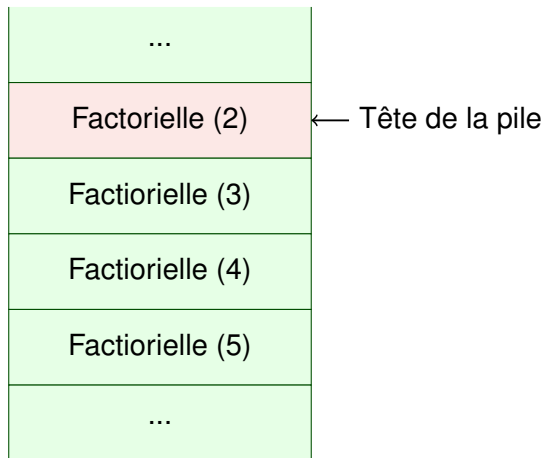 ...
Factorielle (2)
Tête de la pile
Factiorielle (3)
Factiorielle (4)
Factiorielle (5)
...